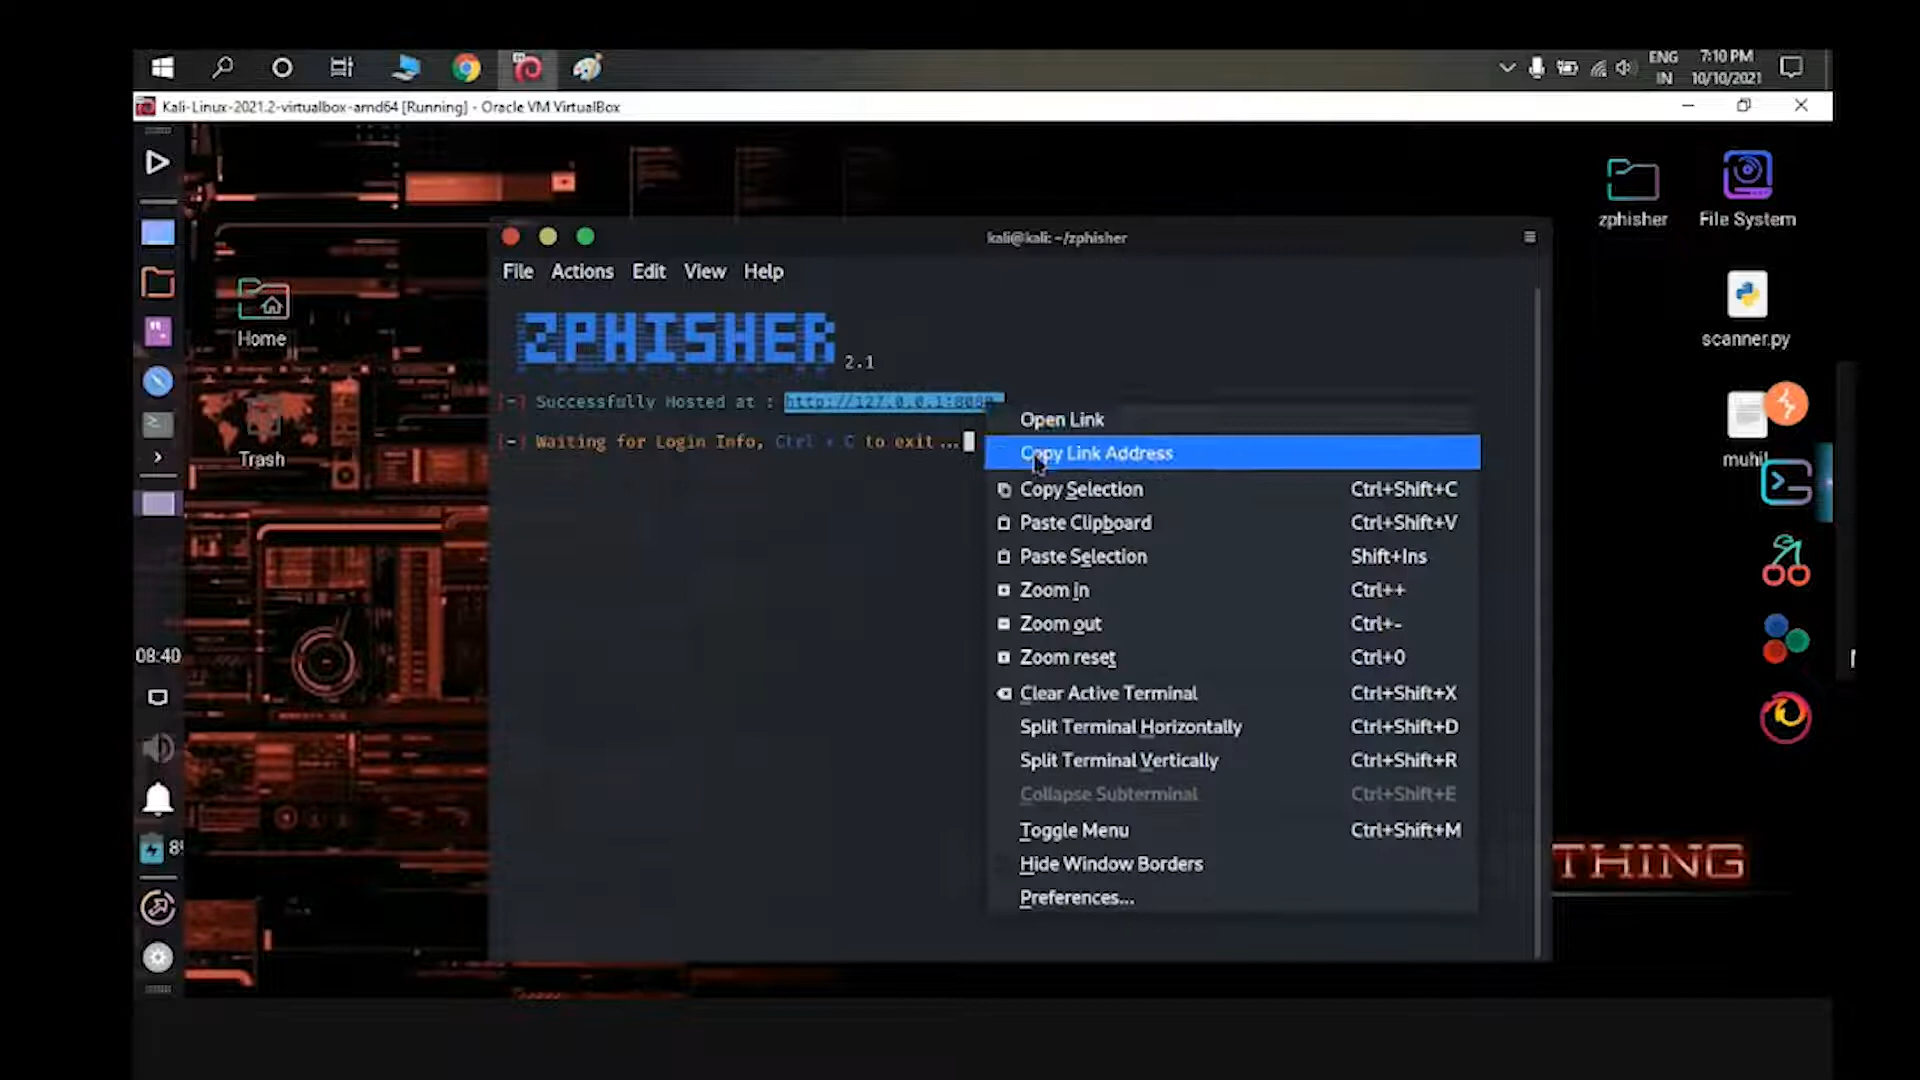 ENG
IN
7:10 PM
10/10/2021
Kali-Linux-2021.2-virtualbox-amd64 [Running] - Oracle VM VirtualBox
zphisher
File System
kali@kali: ~/zphisher
File Actions Edit View Help
Home
ZPHISHER
2.1
scanner.py
[-] Successfully Hosted at : http://127.0.0.1:8080
[-] Waiting for Login Info, Ctrl + C to exit...
Trash
muhil
Open Link
Copy Link Address
Copy Selection Ctrl+Shift+C
Paste Clipboard Ctrl+Shift+V
Paste Selection Shift+Ins
Zoom in Ctrl++
Zoom out Ctrl+-
Zoom reset Ctrl+0
Clear Active Terminal Ctrl+Shift+X
Split Terminal Horizontally Ctrl+Shift+D
Split Terminal Vertically Ctrl+Shift+R
Collapse Subterminal Ctrl+Shift+E
Toggle Menu Ctrl+Shift+M
Hide Window Borders
Preferences...
08:40
THING